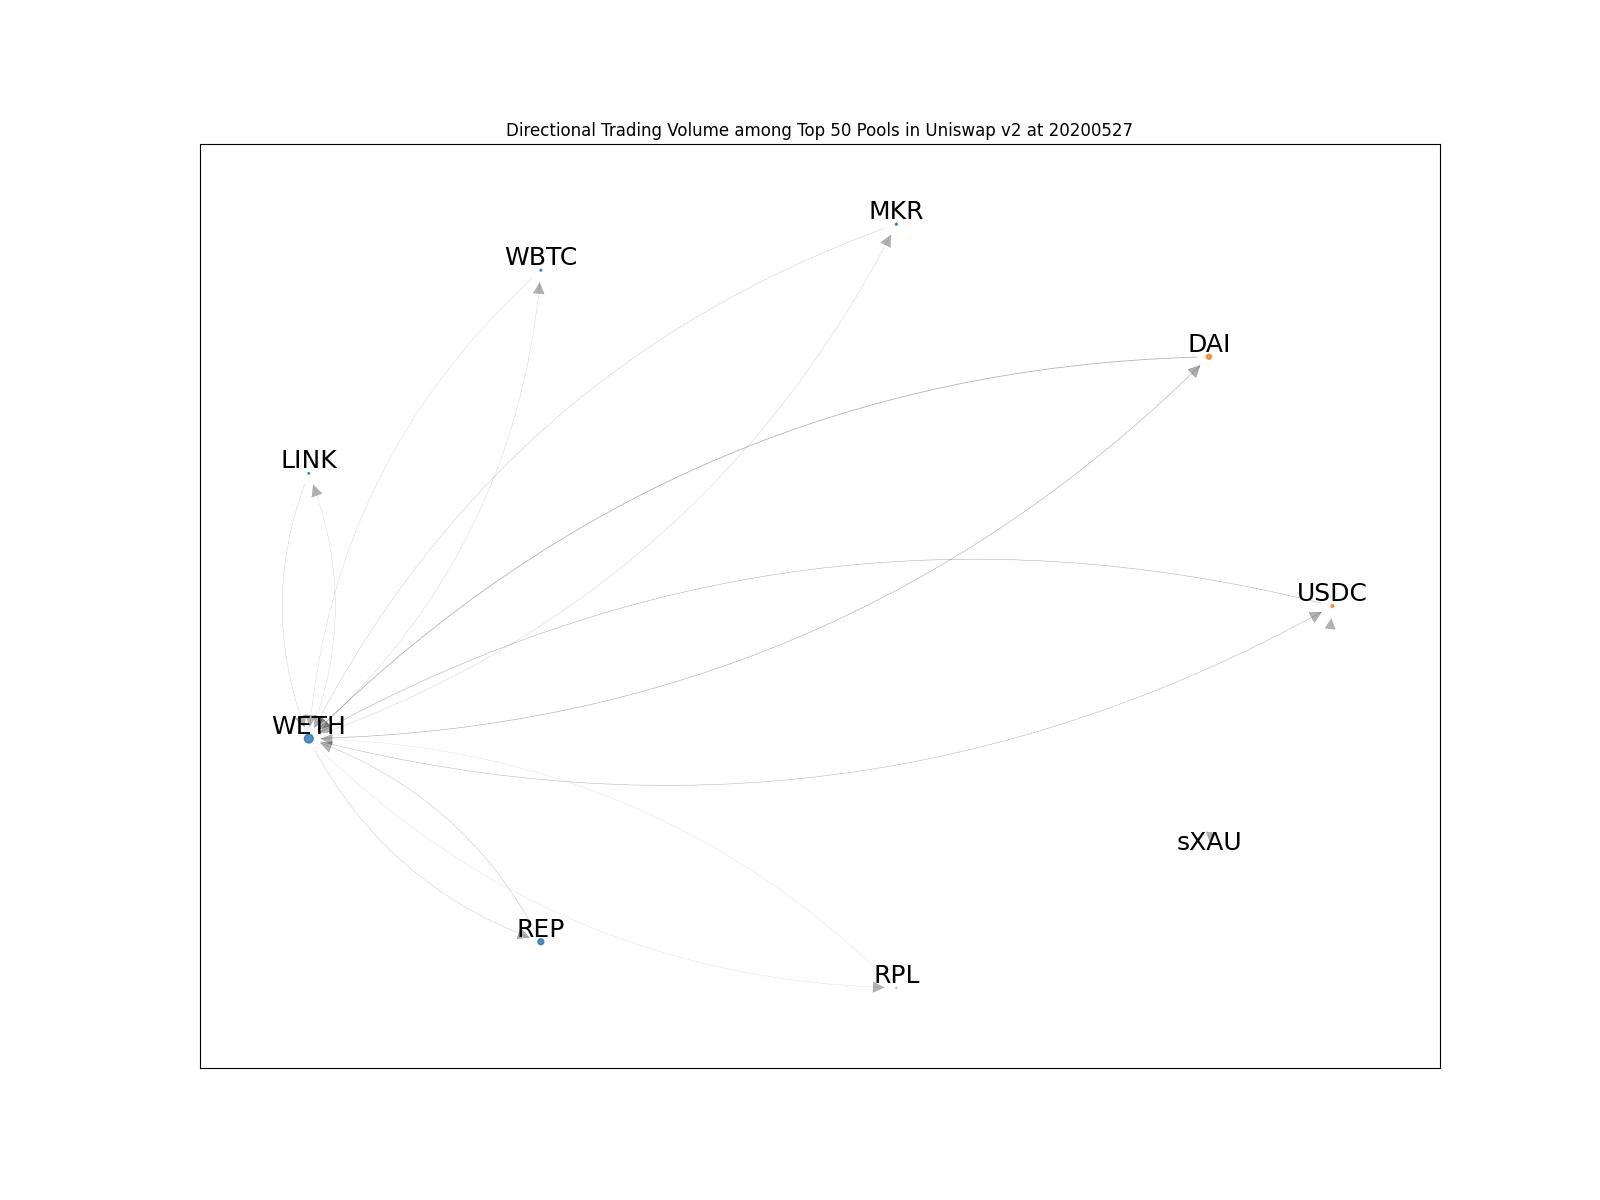 Directional Trading Volume among Top 50 Pools in Uniswap v2 at 20200527
MKR
WBTC
DAI
LINK
USDC
WETH
sXAU
REP
RPL